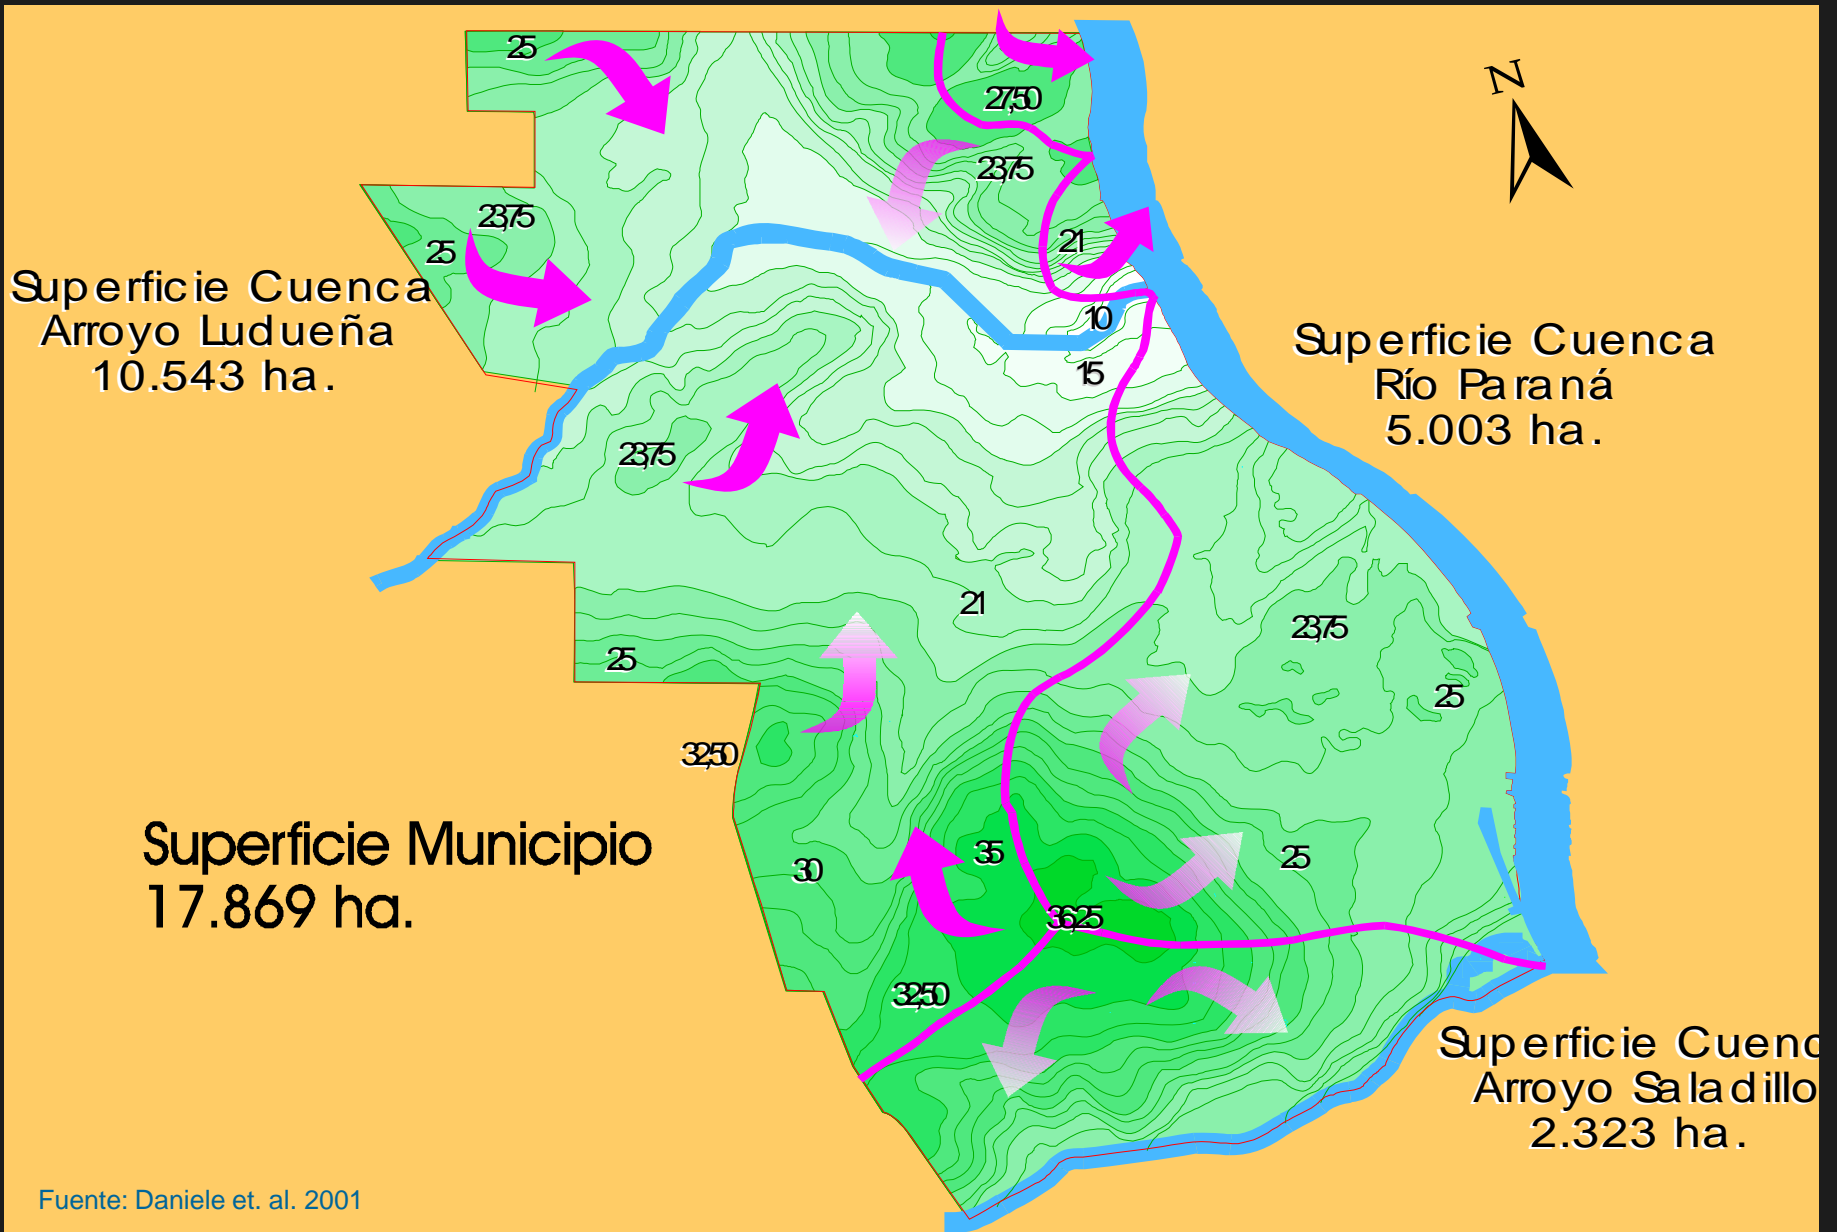 N
25
27,50
23,75
23,75
25
21
10
15
Superficie Cuenca
Arroyo Ludueña
10.543 ha.
Superficie Cuenca
Río Paraná
5.003 ha.
23,75
21
23,75
25
25
32,50
Superficie Municipio
17.869 ha.
30
35
25
36,25
32,50
Superficie Cuenc
Arroyo Saladillo
2.323 ha.
Fuente: Daniele et. al. 2001